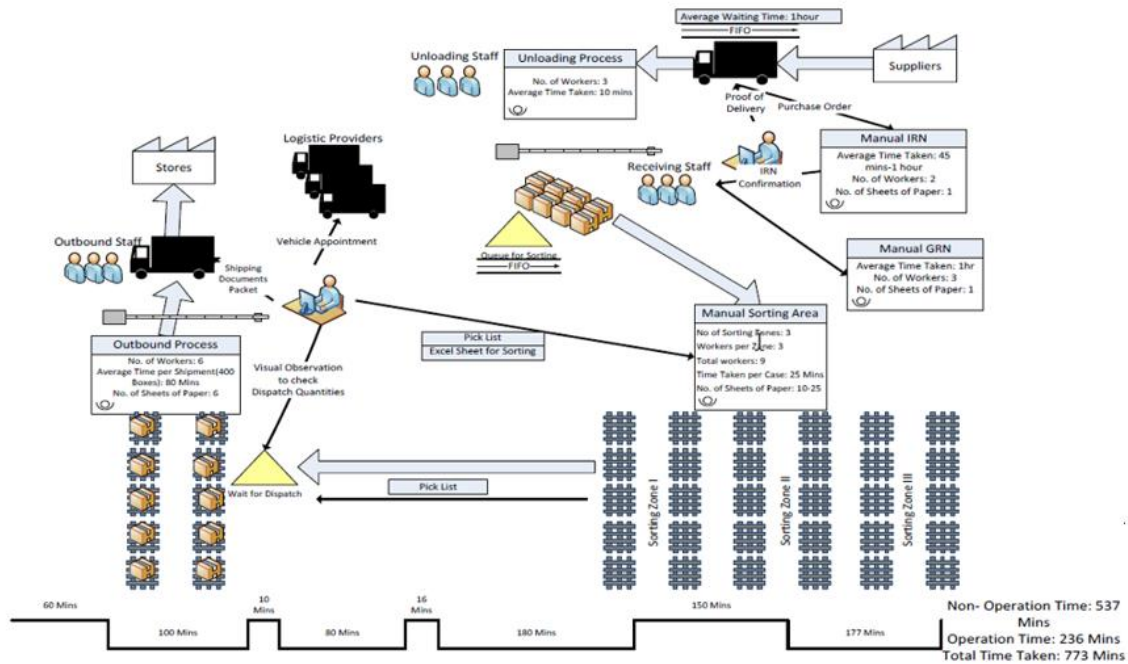 Average Waiting Time: 1hour
FIFO
Unloading Staff
Unloading Process
No. of Workers: 3
Average Time Taken: 10 mins
Suppliers
Proof of
Delivery
Purchase Order
Manual IRN
Average Time Taken: 45
mins-1 hour
No. of Workers: 2
No. of Sheets of Paper: 1
Logistic Providers
Stores
Receiving Staff
IRN
Confirmation
Vehicle Appointment
Outbound Staff
Shipping
Documents
Packet
Queue for Sorting
FIFO
Manual GRN
Average Time Taken: 1hr
No. of Workers: 3
No. of Sheets of Paper: 1
Manual Sorting Area
No of Sorting Zones: 3
Workers per Zone: 3
Total workers: 9
Time Taken per Case: 25 Mins
No. of Sheets of Paper: 10-25
Pick List
Excel Sheet for Sorting
Outbound Process
No. of Workers: 6
Average Time per Shipment(400
Boxes): 80 Mins
No. of Sheets of Paper: 6
Visual Observation
to check
Dispatch Quantities
Wait for Dispatch
Pick List
Sorting Zone I
Sorting Zone II
Sorting Zone III
60 Mins
100 Mins
10
Mins
80 Mins
16
Mins
180 Mins
150 Mins
177 Mins
Non- Operation Time: 537
Mins
Operation Time: 236 Mins
Total Time Taken: 773 Mins